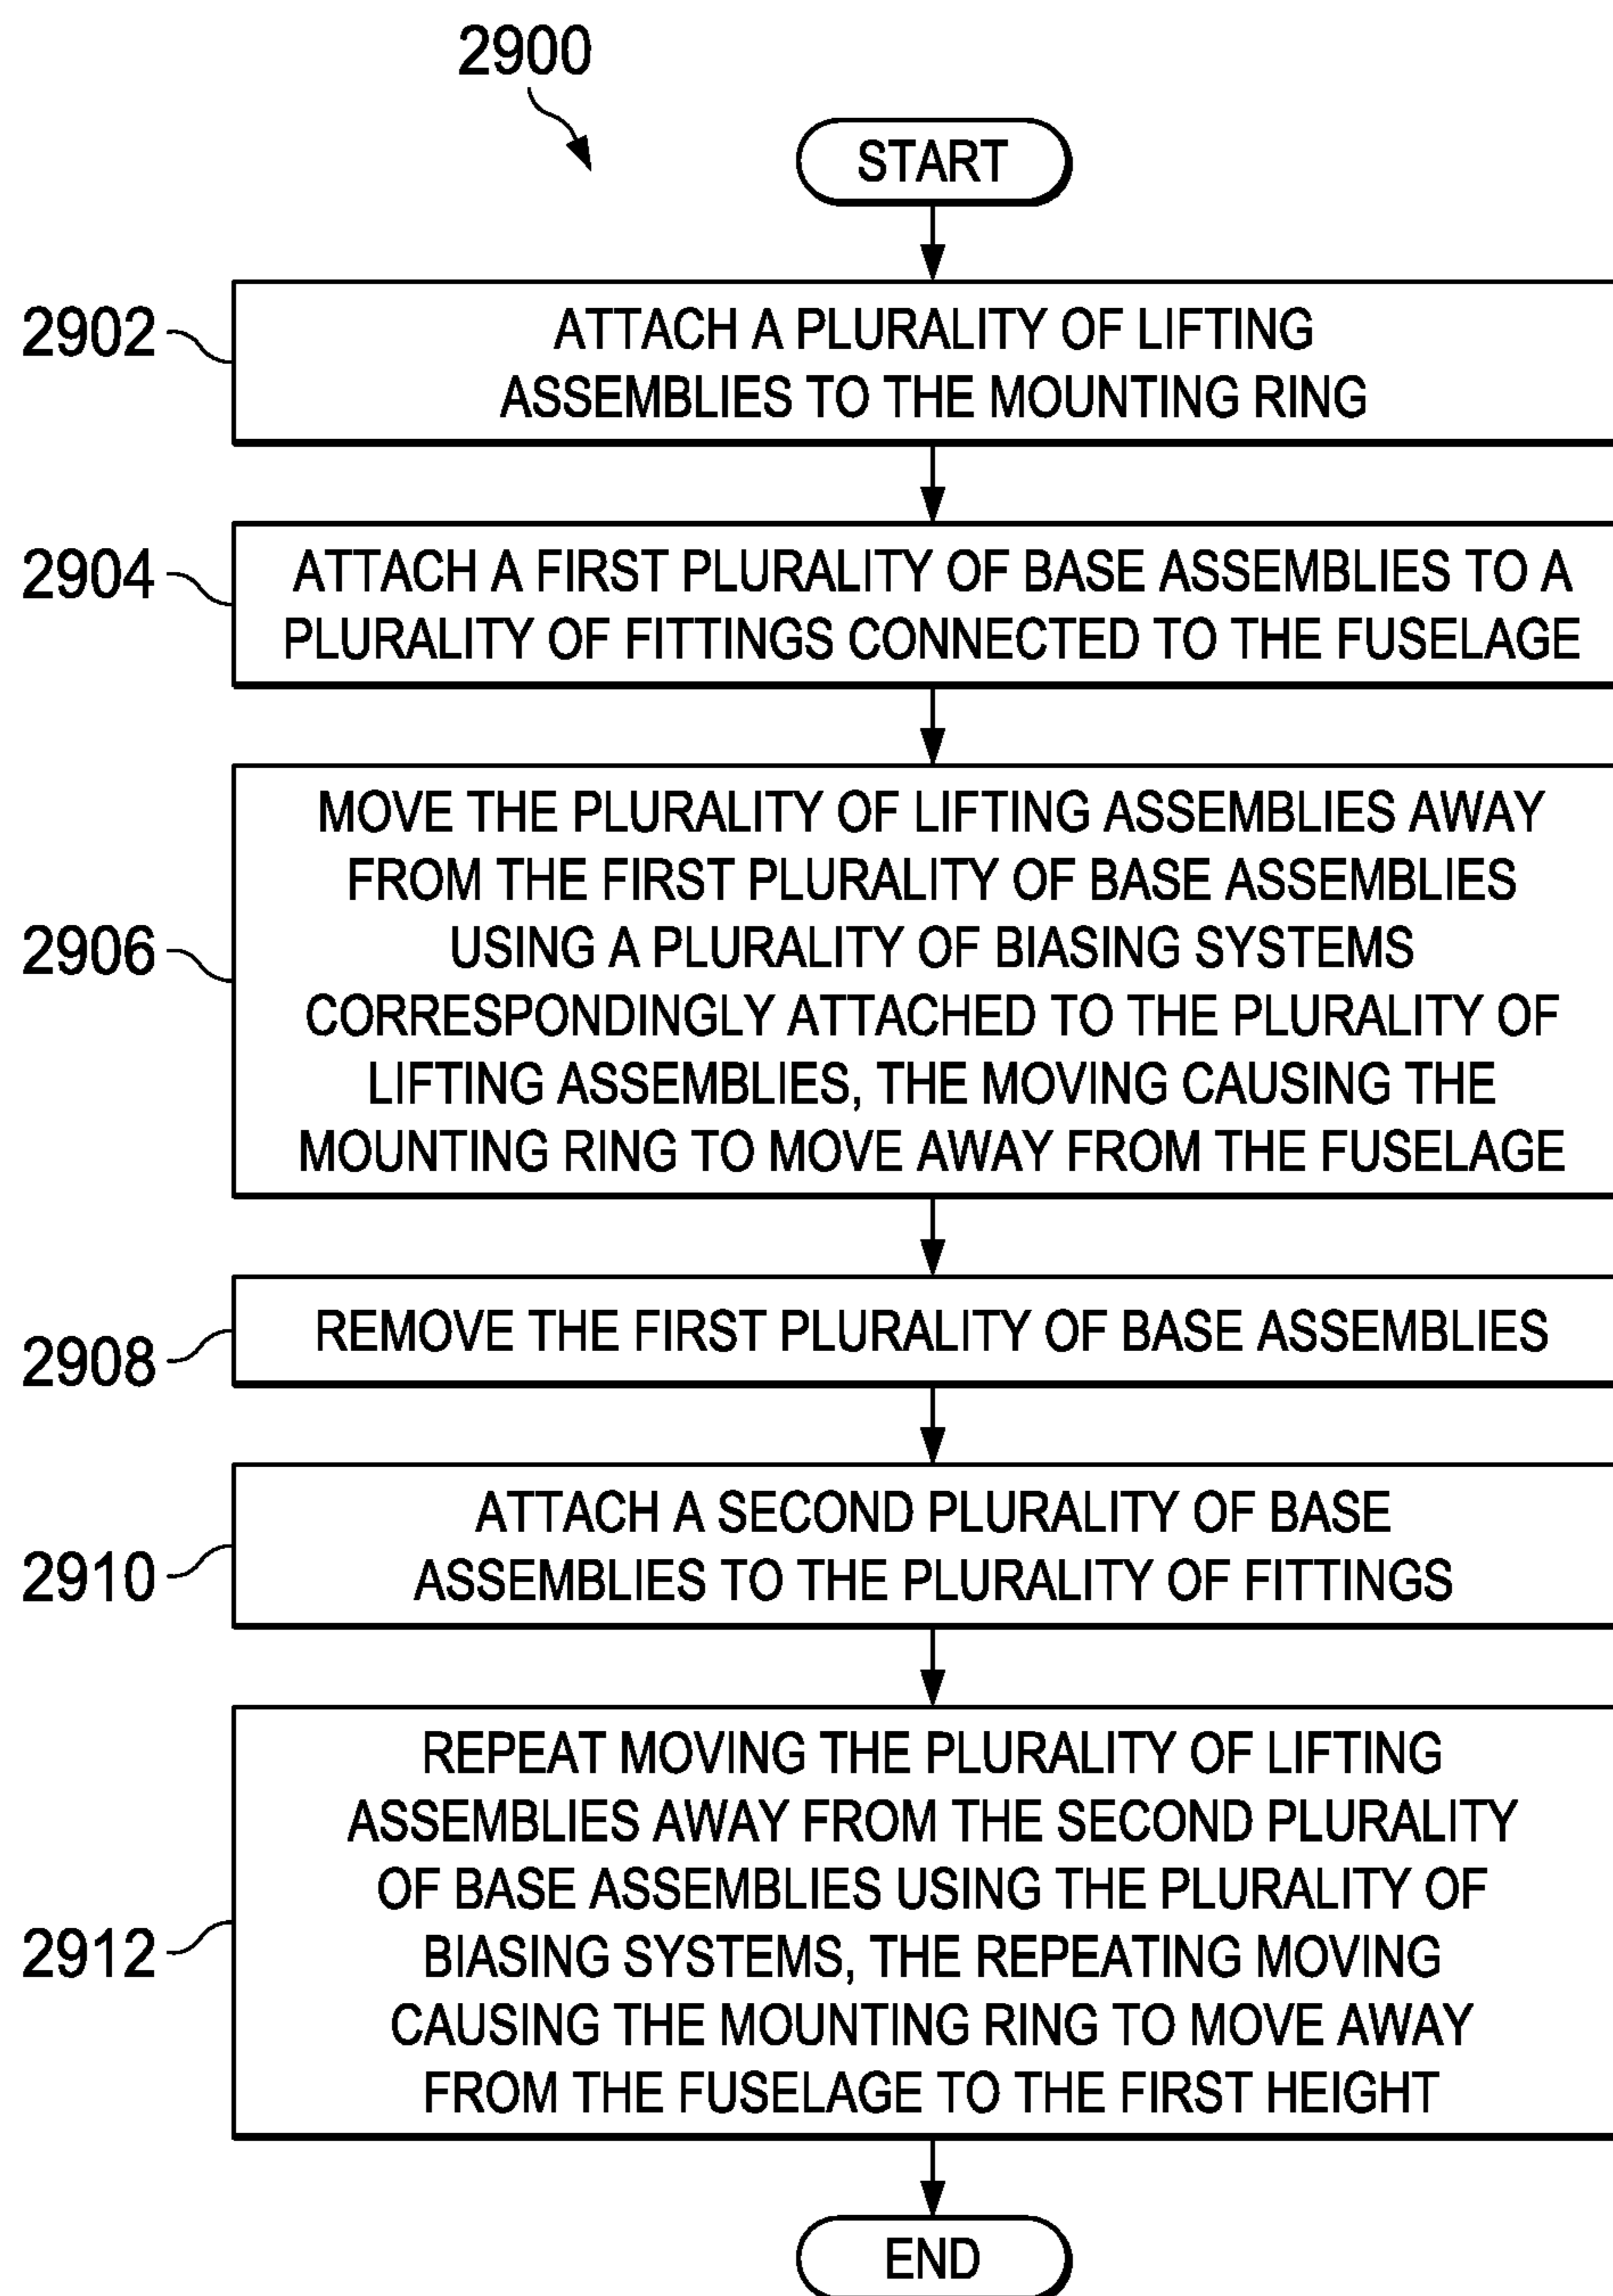 2900
START
2902
ATTACH A PLURALITY OF LIFTING
ASSEMBLIES TO THE MOUNTING RING
2904
ATTACH A FIRST PLURALITY OF BASE ASSEMBLIES TO A
PLURALITY OF FITTINGS CONNECTED TO THE FUSELAGE
2906
MOVE THE PLURALITY OF LIFTING ASSEMBLIES AWAY
FROM THE FIRST PLURALITY OF BASE ASSEMBLIES
USING A PLURALITY OF BIASING SYSTEMS
CORRESPONDINGLY ATTACHED TO THE PLURALITY OF
LIFTING ASSEMBLIES, THE MOVING CAUSING THE
MOUNTING RING TO MOVE AWAY FROM THE FUSELAGE
2908
REMOVE THE FIRST PLURALITY OF BASE ASSEMBLIES
2910
ATTACH A SECOND PLURALITY OF BASE
ASSEMBLIES TO THE PLURALITY OF FITTINGS
2912
REPEAT MOVING THE PLURALITY OF LIFTING
ASSEMBLIES AWAY FROM THE SECOND PLURALITY
OF BASE ASSEMBLIES USING THE PLURALITY OF
BIASING SYSTEMS, THE REPEATING MOVING
CAUSING THE MOUNTING RING TO MOVE AWAY
FROM THE FUSELAGE TO THE FIRST HEIGHT
END